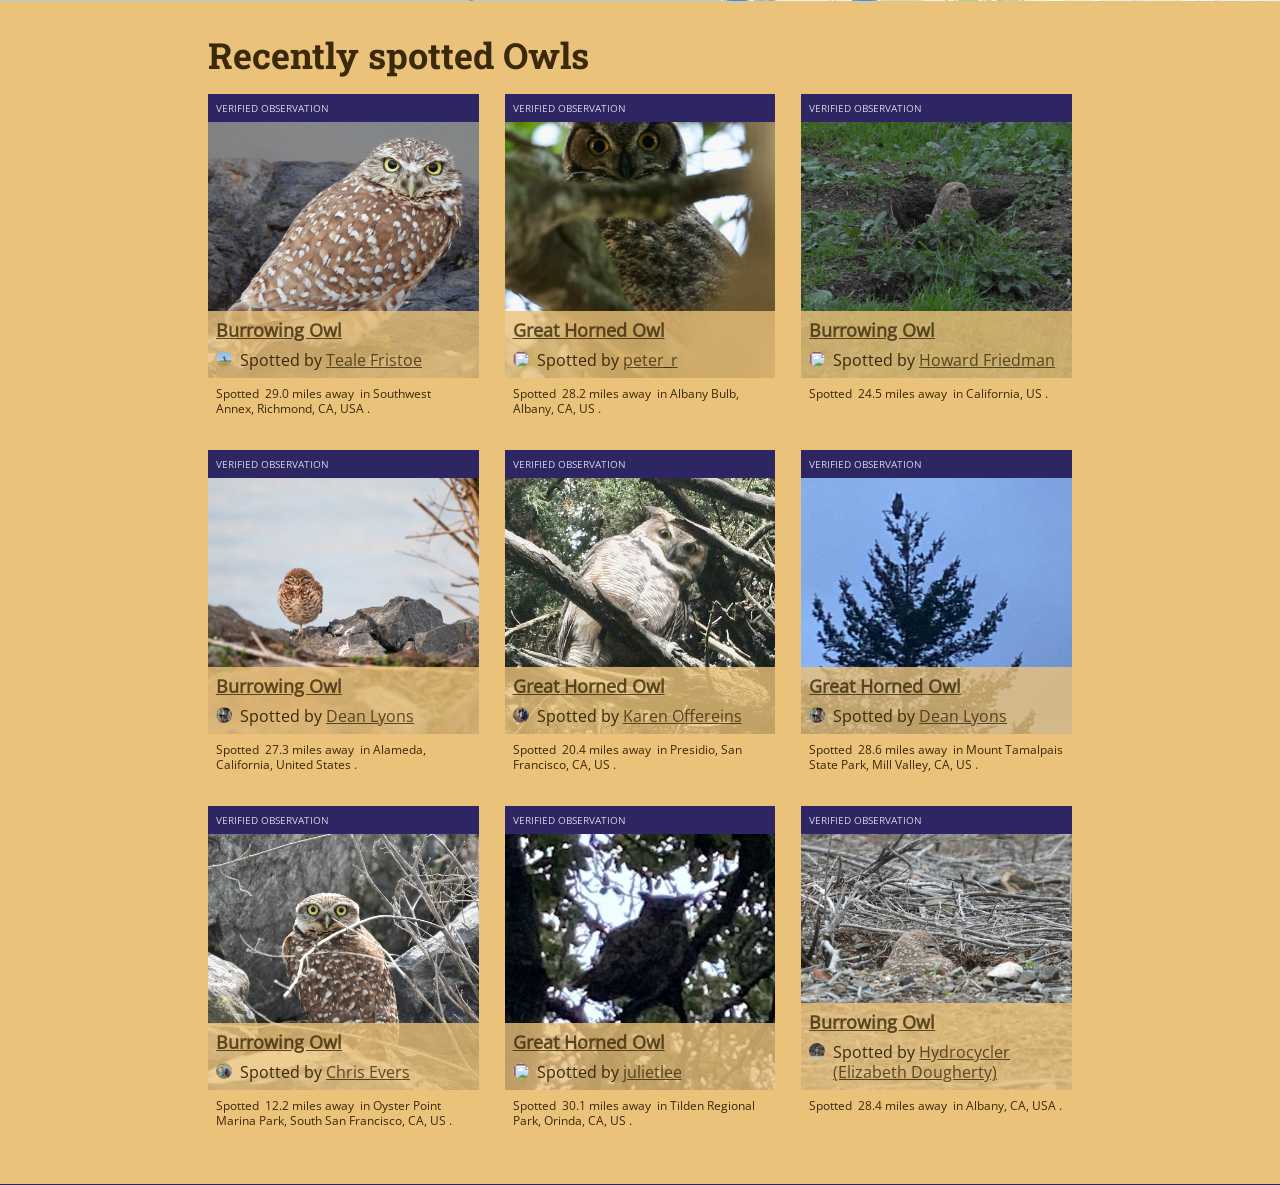 Recently spotted Owls
VERIFIED OBSERVATION
Burrowing Owl
Spotted by Teale Fristoe
Spotted 29.0 miles away in Southwest
Annex, Richmond, CA, USA .
VERIFIED OBSERVATION
Great Horned Owl
Spotted by peter_r
Spotted 28.2 miles away in Albany Bulb,
Albany, CA, US .
VERIFIED OBSERVATION
Burrowing Owl
Spotted by Howard Friedman
Spotted 24.5 miles away in California, US .
VERIFIED OBSERVATION
Burrowing Owl
Spotted by Dean Lyons
Spotted 27.3 miles away in Alameda,
California, United States .
VERIFIED OBSERVATION
Great Horned Owl
Spotted by Karen Offereins
Spotted 20.4 miles away in Presidio, San
Francisco, CA, US .
VERIFIED OBSERVATION
Great Horned Owl
Spotted by Dean Lyons
Spotted 28.6 miles away in Mount Tamalpais
State Park, Mill Valley, CA, US .
VERIFIED OBSERVATION
Burrowing Owl
Spotted by Chris Evers
Spotted 12.2 miles away in Oyster Point
Marina Park, South San Francisco, CA, US .
VERIFIED OBSERVATION
Great Horned Owl
Spotted by julietlee
Spotted 30.1 miles away in Tilden Regional
Park, Orinda, CA, US .
VERIFIED OBSERVATION
Burrowing Owl
Spotted by Hydrocycler
(Elizabeth Dougherty)
Spotted 28.4 miles away in Albany, CA, USA .